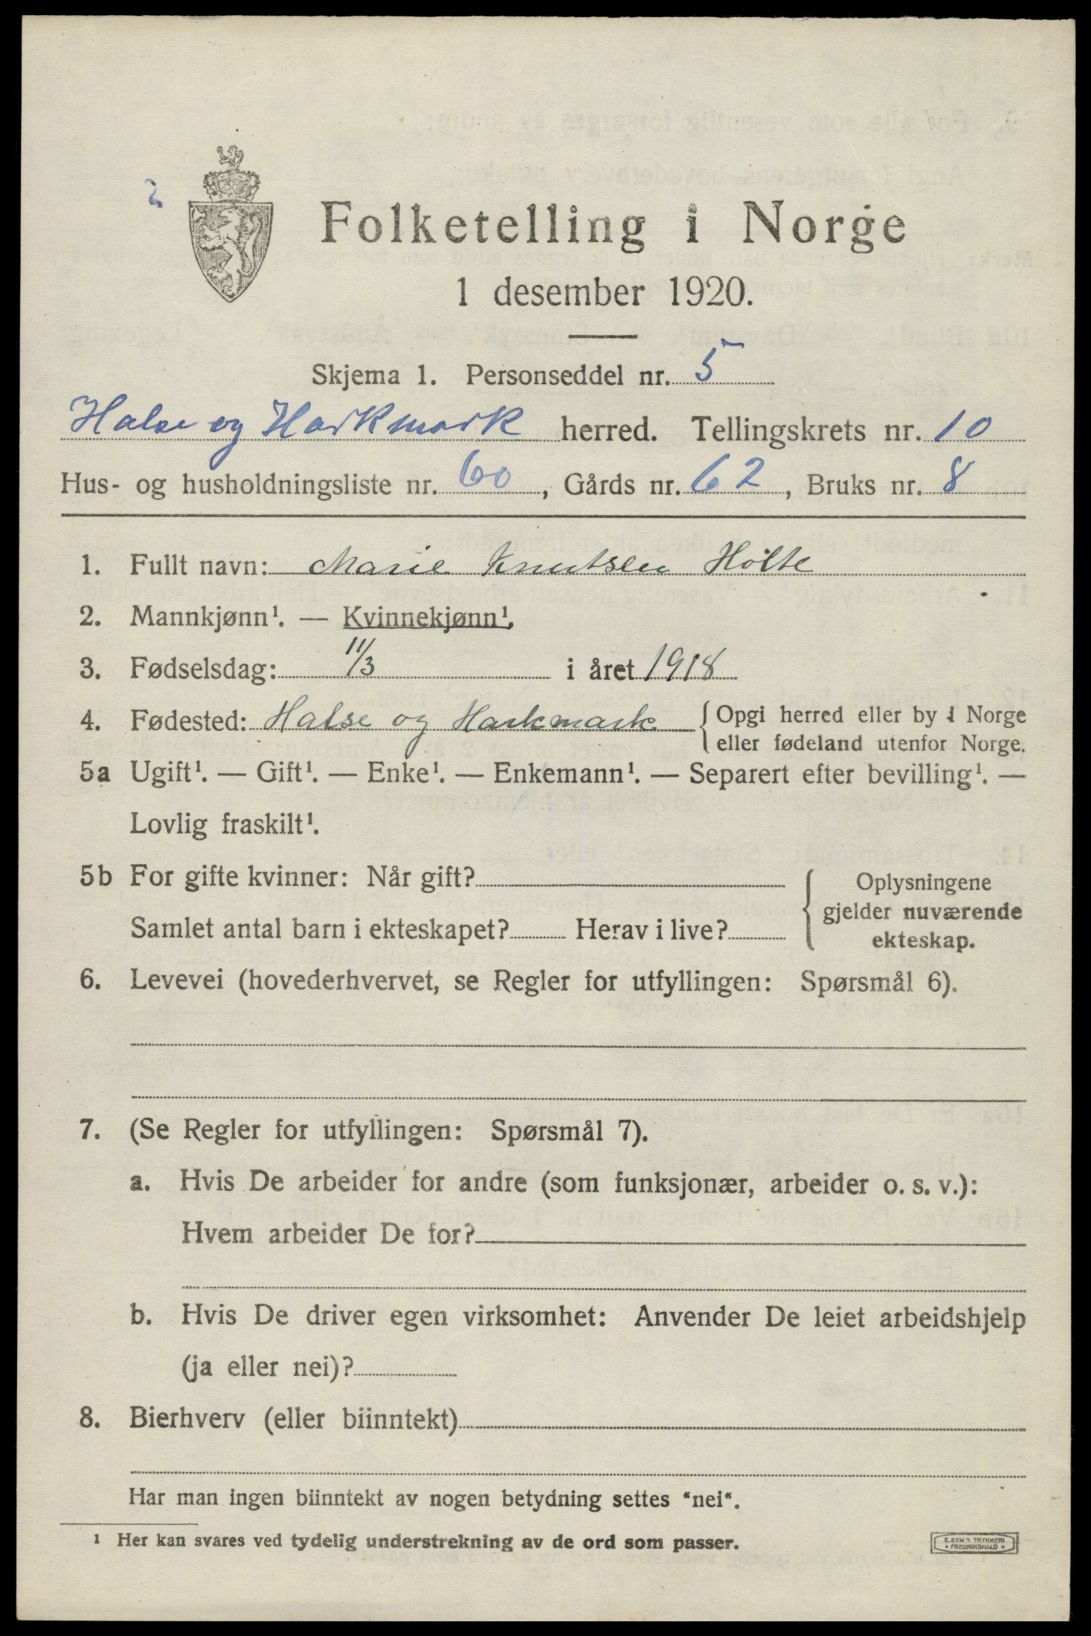 2
Folketelling i Norge
1 desember 1920.
Skjema 1. Personseddel nr. 5
Halse og Harkmark herred. Tellingskrets nr. 10
Hus- og husholdningsliste nr. 60, Gårds nr. 62, Bruks nr. 8
1. Fullt navn: Marie Knutsen Holte
2. Mannkjønn¹. — Kvinnekjønn¹.
3. Fødselsdag: 11/3 i året 1918
4. Fødested: Halse og Harkmark {Opgi herred eller by i Norge
eller fødeland utenfor Norge.
5a Ugift¹. — Gift¹. — Enke¹. — Enkemann¹. — Separert efter bevilling¹. —
Lovlig fraskilt¹.
5b For gifte kvinner: Når gift?
Samlet antal barn i ekteskapet? Herav i live?
{ Oplysningene
gjelder nuværende
ekteskap.
6. Levevei (hovederhvervet, se Regler for utfyllingen: Spørsmål 6).
7. (Se Regler for utfyllingen: Spørsmål 7).
a. Hvis De arbeider for andre (som funksjonær, arbeider o. s. v.):
Hvem arbeider De for?
b. Hvis De driver egen virksomhet: Anvender De leiet arbeidshjelp
(ja eller nei)?
8. Bierhverv (eller biinntekt)
Har man ingen biinntekt av nogen betydning settes "nei".
¹ Her kan svares ved tydelig understrekning av de ord som passer.
FREDRIKSHALD